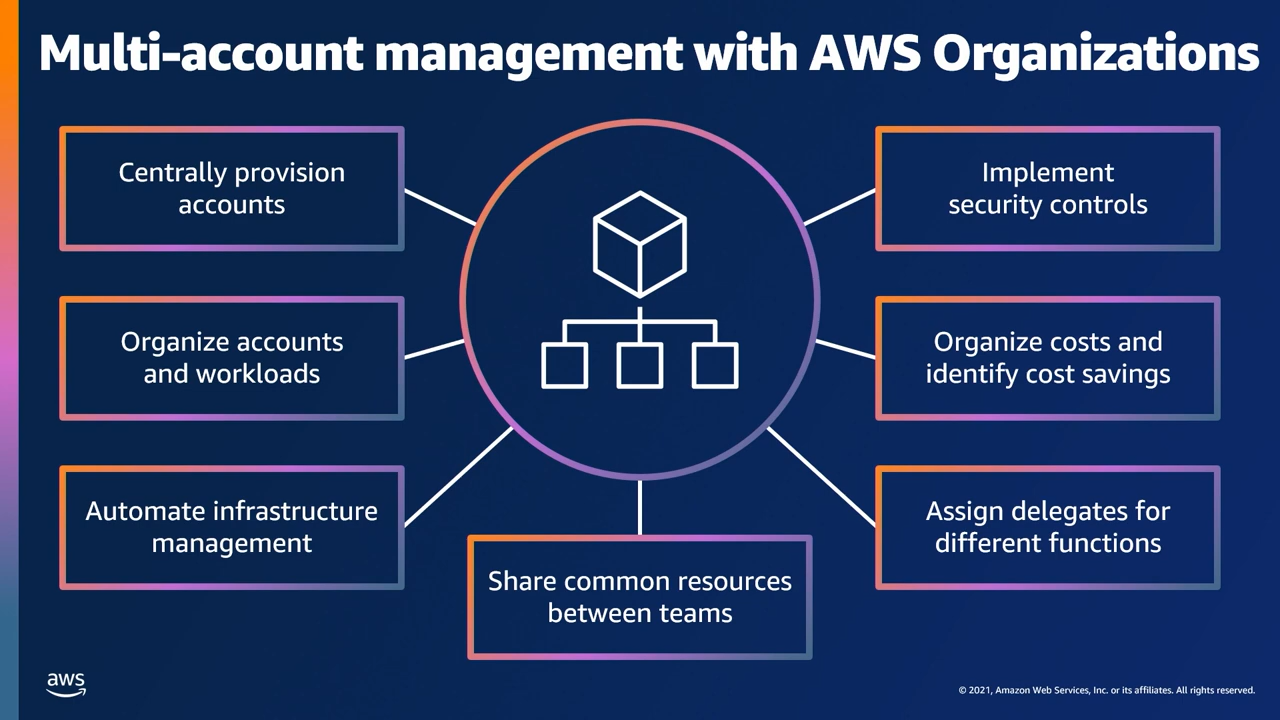 Multi-account management with AWS Organizations
Centrally provision
accounts
Organize accounts
and workloads
Automate infrastructure
management
Share common resources
between teams
Implement
security controls
Organize costs and
identify cost savings
Assign delegates for
different functions
aws
© 2021, Amazon Web Services, Inc. or its affiliates. All rights reserved.